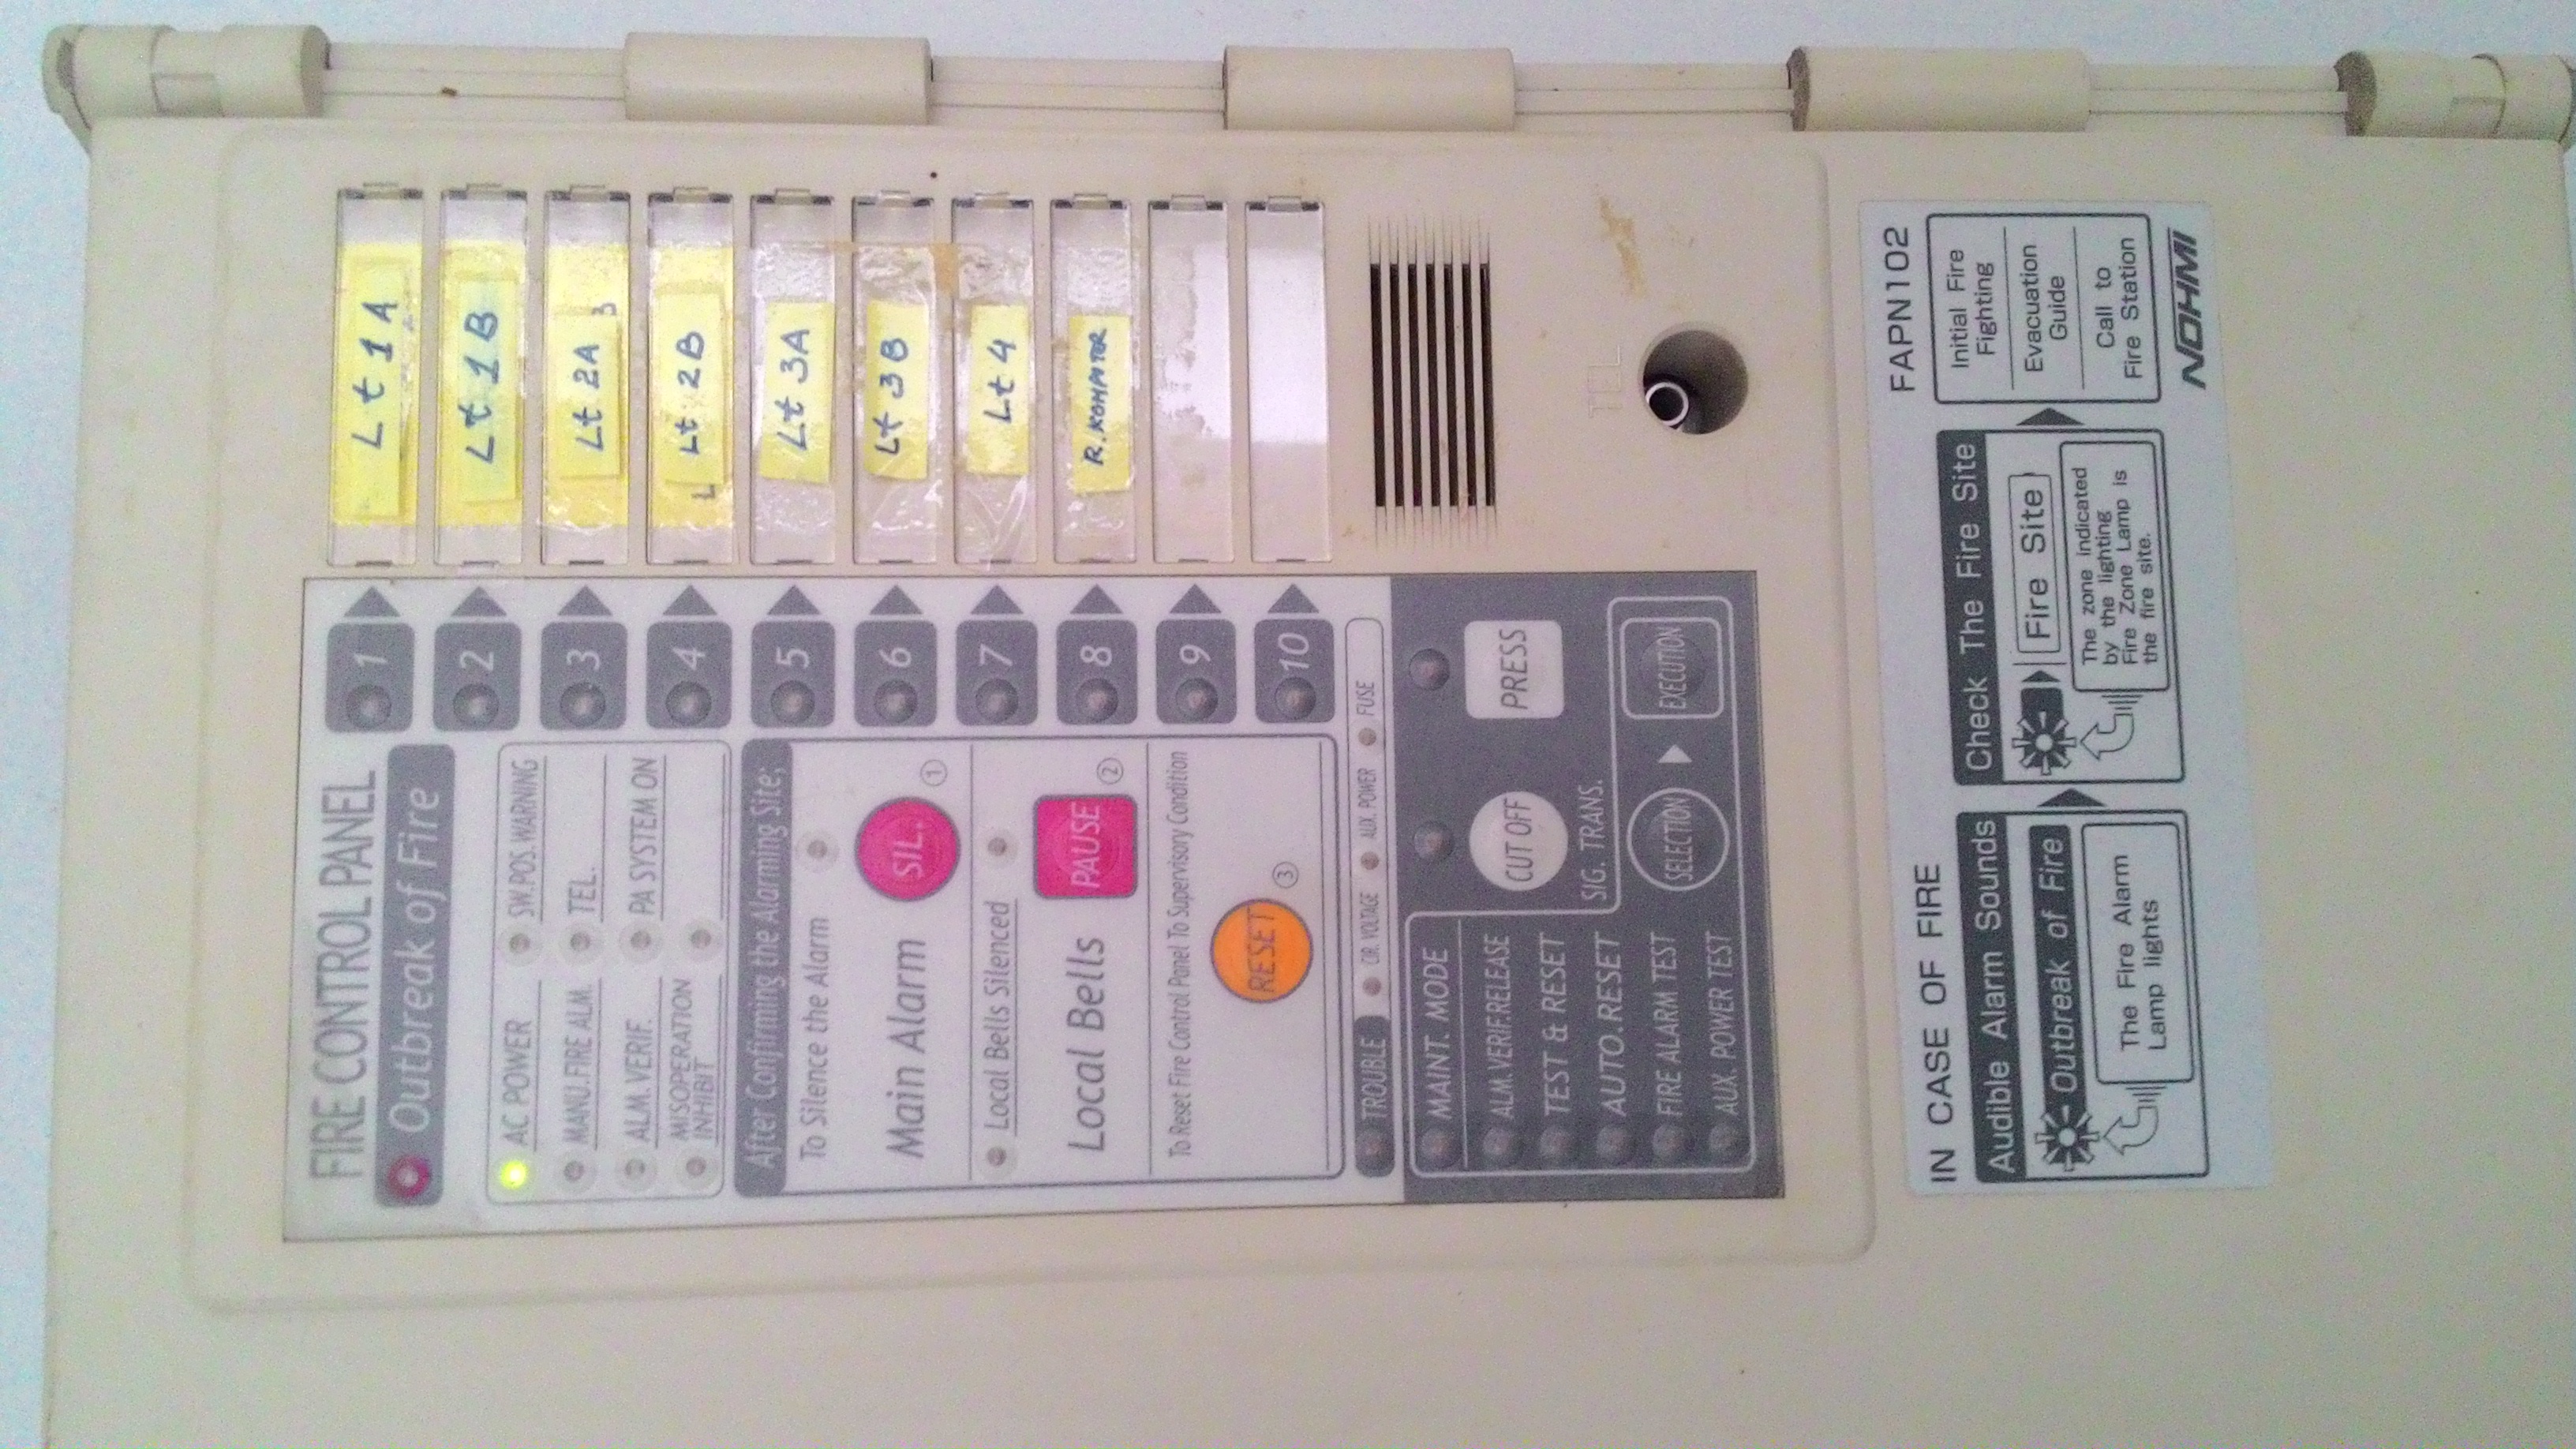 FIRE CONTROL PANEL
Outbreak of Fire
AC POWER
SW.POS.WARNING
MANU.FIRE ALM.
TEL.
ALM.VERIF.
PA SYSTEM ON
MISOPERATION
INHIBIT
After Confirming the Alarming Site;
To Silence the Alarm
Main Alarm
SIL.
①
Local Bells Silenced
Local Bells
PAUSE
②
To Reset Fire Control Panel To Supervisory Condition
RESET
③
TROUBLE
CIR. VOLTAGE
AUX. POWER
FUSE
MAINT. MODE
ALM.VERIF.RELEASE
TEST & RESET
AUTO.RESET
FIRE ALARM TEST
AUX. POWER TEST
CUT OFF
PRESS
SIG. TRANS.
SELECTION
EXECUTION
1 Lt 1A
2 Lt 1B
3 Lt 2A
4 Lt 2B
5 Lt 3A
6 Lt 3B
7 Lt 4
8 R.KOMPUTER
9
10
TEL
FAPN102
IN CASE OF FIRE
Audible Alarm Sounds
Outbreak of Fire
The Fire Alarm
Lamp lights
Check The Fire Site
Fire Site
The zone indicated
by the lighting
Fire Zone Lamp is
the fire site.
Initial Fire
Fighting
Evacuation
Guide
Call to
Fire Station
NOHMI